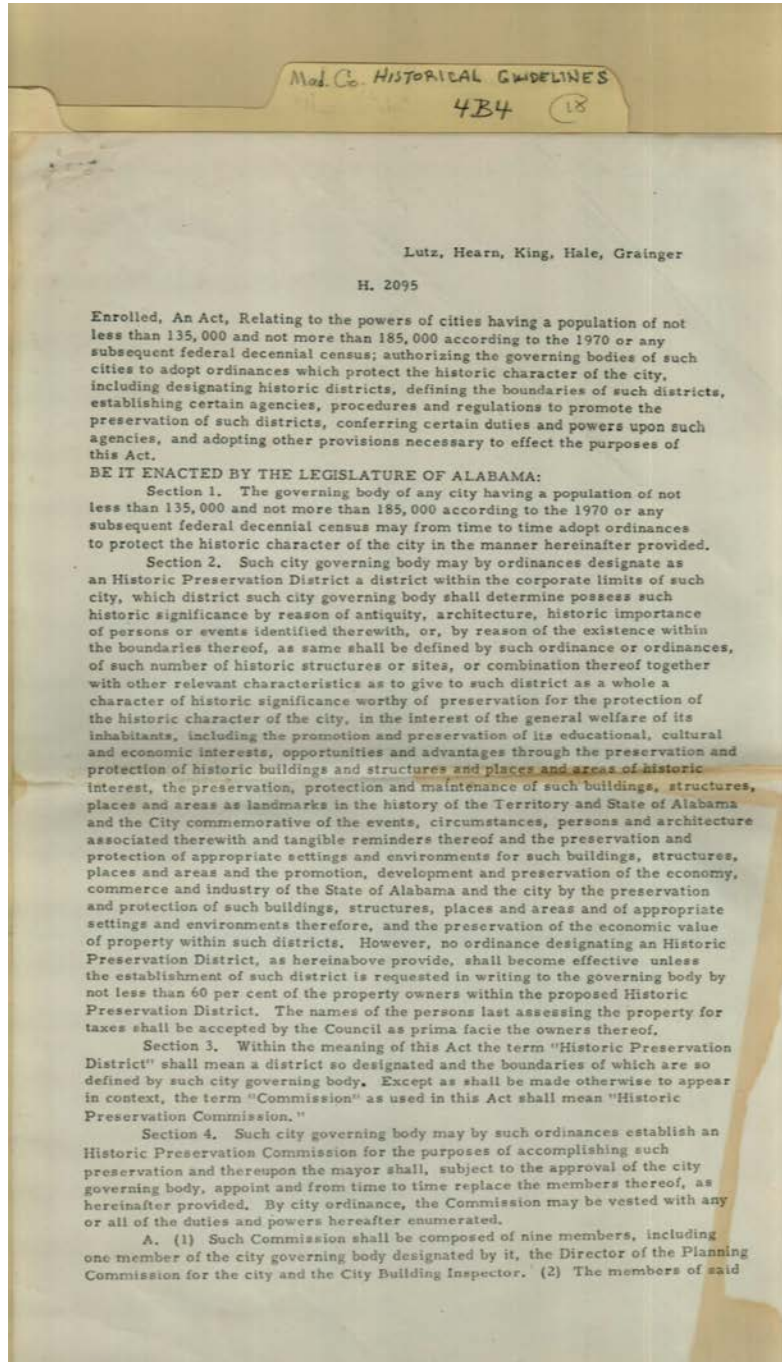 Mad. Co. HISTORICAL GUIDELINES
4B4 18
Lutz, Hearn, King, Hale, Grainger
H. 2095
Enrolled, An Act, Relating to the powers of cities having a population of not
less than 135,000 and not more than 185,000 according to the 1970 or any
subsequent federal decennial census; authorizing the governing bodies of such
cities to adopt ordinances which protect the historic character of the city,
including designating historic districts, defining the boundaries of such districts,
establishing certain agencies, procedures and regulations to promote the
preservation of such districts, conferring certain duties and powers upon such
agencies, and adopting other provisions necessary to effect the purposes of
this Act.
BE IT ENACTED BY THE LEGISLATURE OF ALABAMA:
Section 1. The governing body of any city having a population of not
less than 135,000 and not more than 185,000 according to the 1970 or any
subsequent federal decennial census may from time to time adopt ordinances
to protect the historic character of the city in the manner hereinafter provided.
Section 2. Such city governing body may by ordinances designate as
an Historic Preservation District a district within the corporate limits of such
city, which district such city governing body shall determine possess such
historic significance by reason of antiquity, architecture, historic importance
of persons or events identified therewith, or, by reason of the existence within
the boundaries thereof, as same shall be defined by such ordinance or ordinances,
of such number of historic structures or sites, or combination thereof together
with other relevant characteristics as to give to such district as a whole a
character of historic significance worthy of preservation for the protection of
the historic character of the city, in the interest of the general welfare of its
inhabitants, including the promotion and preservation of its educational, cultural
and economic interests, opportunities and advantages through the preservation and
protection of historic buildings and structures and places and areas of historic
interest, the preservation, protection and maintenance of such buildings, structures,
places and areas as landmarks in the history of the Territory and State of Alabama
and the City commemorative of the events, circumstances, persons and architecture
associated therewith and tangible reminders thereof and the preservation and
protection of appropriate settings and environments for such buildings, structures,
places and areas and the promotion, development and preservation of the economy,
commerce and industry of the State of Alabama and the city by the preservation
and protection of such buildings, structures, places and areas and of appropriate
settings and environments therefore, and the preservation of the economic value
of property within such districts. However, no ordinance designating an Historic
Preservation District, as hereinabove provide, shall become effective unless
the establishment of such district is requested in writing to the governing body by
not less than 60 per cent of the property owners within the proposed Historic
Preservation District. The names of the persons last assessing the property for
taxes shall be accepted by the Council as prima facie the owners thereof.
Section 3. Within the meaning of this Act the term "Historic Preservation
District" shall mean a district so designated and the boundaries of which are so
defined by such city governing body. Except as shall be made otherwise to appear
in context, the term "Commission" as used in this Act shall mean "Historic
Preservation Commission."
Section 4. Such city governing body may by such ordinances establish an
Historic Preservation Commission for the purposes of accomplishing such
preservation and thereupon the mayor shall, subject to the approval of the city
governing body, appoint and from time to time replace the members thereof, as
hereinafter provided. By city ordinance, the Commission may be vested with any
or all of the duties and powers hereafter enumerated.
A. (1) Such Commission shall be composed of nine members, including
one member of the city governing body designated by it, the Director of the Planning
Commission for the city and the City Building Inspector. (2) The members of said